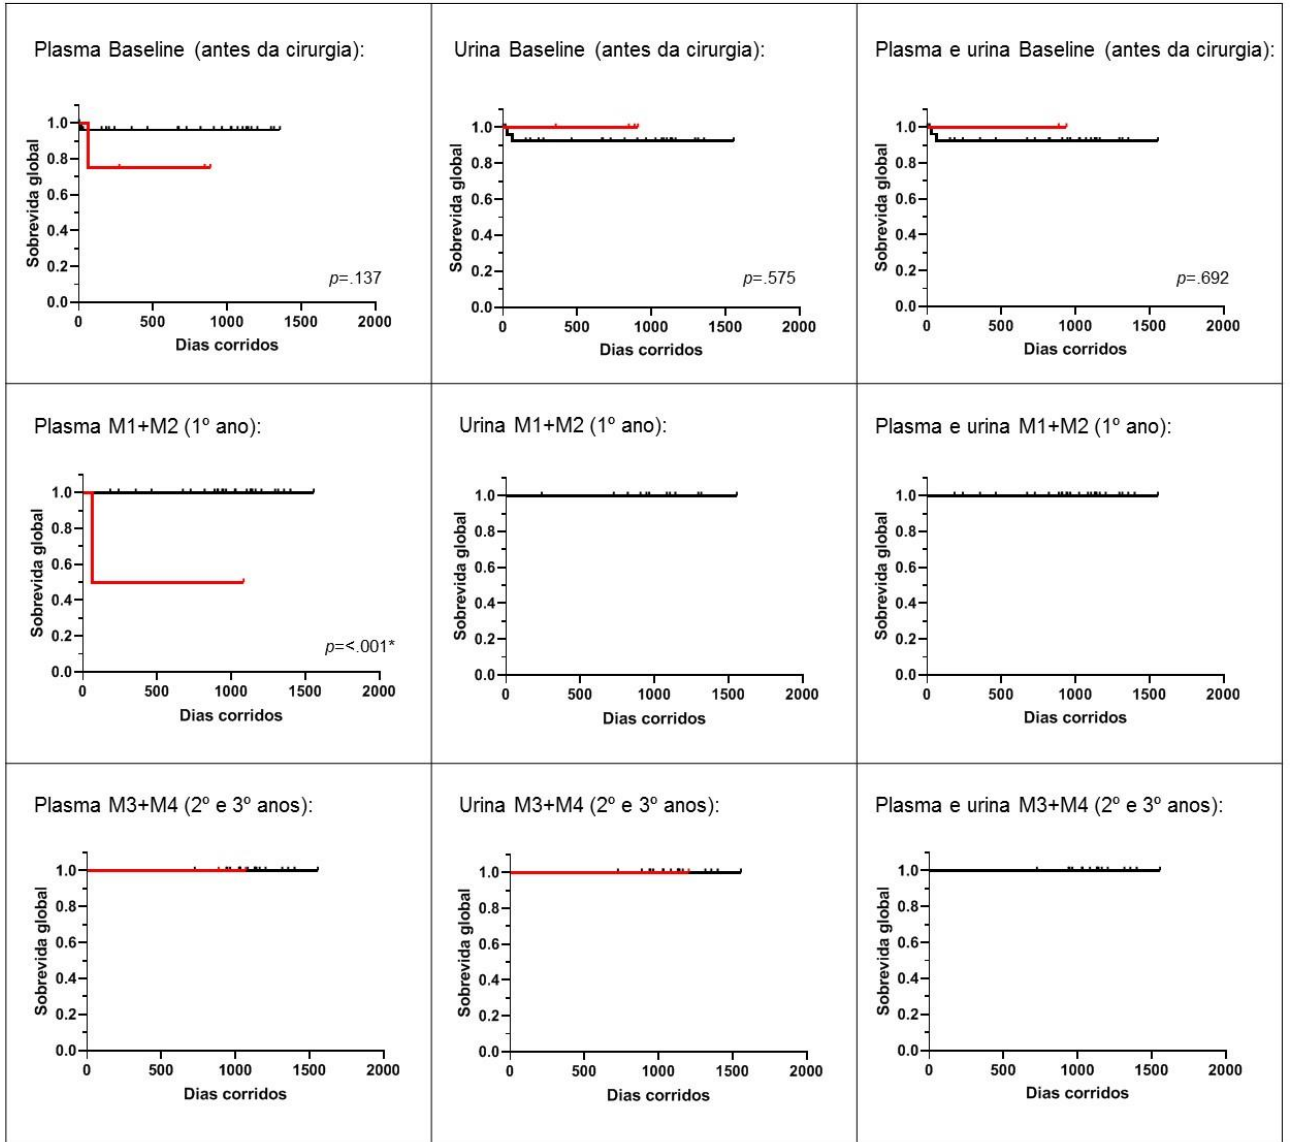 Plasma Baseline (antes da cirurgia):
Sobrevida global
1.0
0.8
0.6
0.4
0.2
0.0
p=.137
0 500 1000 1500 2000
Dias corridos
Urina Baseline (antes da cirurgia):
Sobrevida global
1.0
0.8
0.6
0.4
0.2
0.0
p=.575
0 500 1000 1500 2000
Dias corridos
Plasma e urina Baseline (antes da cirurgia):
Sobrevida global
1.0
0.8
0.6
0.4
0.2
0.0
p=.692
0 500 1000 1500 2000
Dias corridos
Plasma M1+M2 (1º ano):
Sobrevida global
1.0
0.8
0.6
0.4
0.2
0.0
p=<.001*
0 500 1000 1500 2000
Dias corridos
Urina M1+M2 (1º ano):
Sobrevida global
1.0
0.8
0.6
0.4
0.2
0.0
0 500 1000 1500 2000
Dias corridos
Plasma e urina M1+M2 (1º ano):
Sobrevida global
1.0
0.8
0.6
0.4
0.2
0.0
0 500 1000 1500 2000
Dias corridos
Plasma M3+M4 (2º e 3º anos):
Sobrevida global
1.0
0.8
0.6
0.4
0.2
0.0
0 500 1000 1500 2000
Dias corridos
Urina M3+M4 (2º e 3º anos):
Sobrevida global
1.0
0.8
0.6
0.4
0.2
0.0
0 500 1000 1500 2000
Dias corridos
Plasma e urina M3+M4 (2º e 3º anos):
Sobrevida global
1.0
0.8
0.6
0.4
0.2
0.0
0 500 1000 1500 2000
Dias corridos